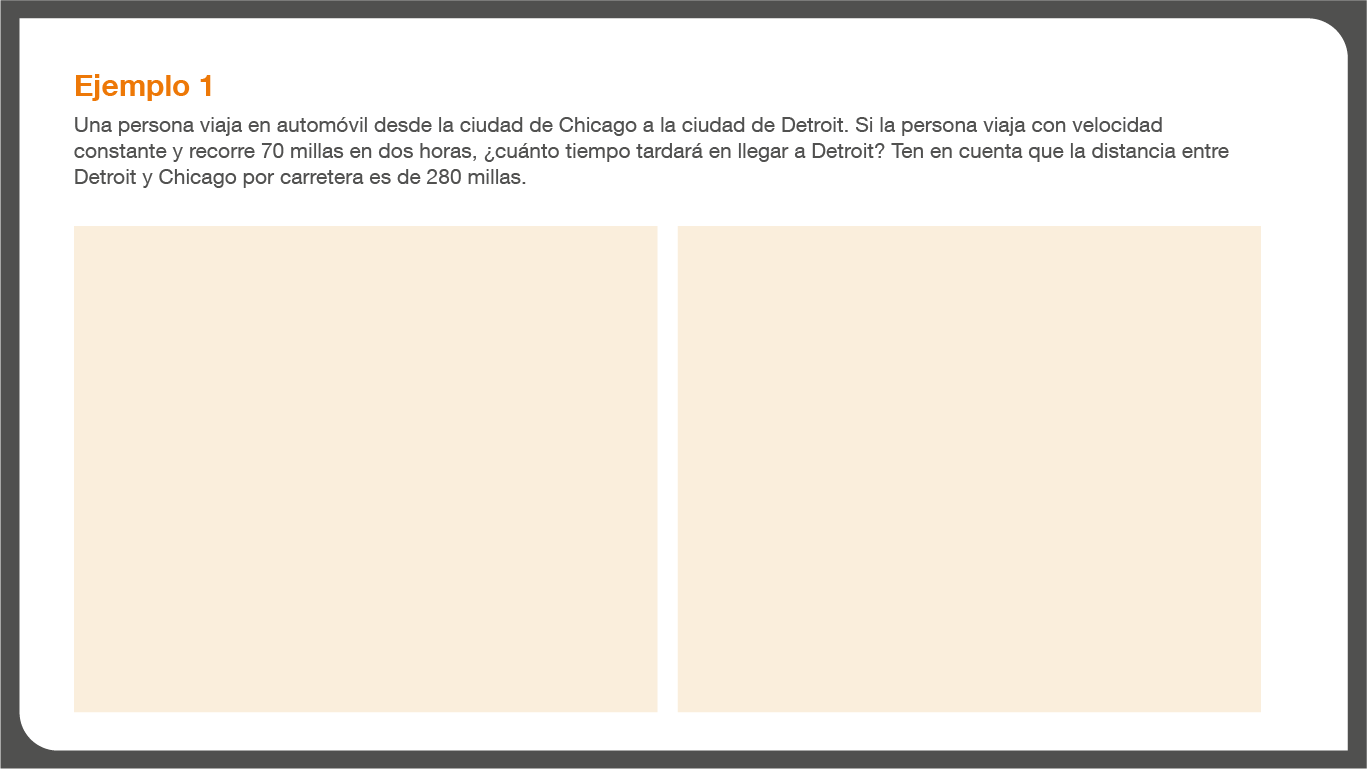 Ejemplo 1
Una persona viaja en automóvil desde la ciudad de Chicago a la ciudad de Detroit. Si la persona viaja con velocidad
constante y recorre 70 millas en dos horas, ¿cuánto tiempo tardará en llegar a Detroit? Ten en cuenta que la distancia entre
Detroit y Chicago por carretera es de 280 millas.